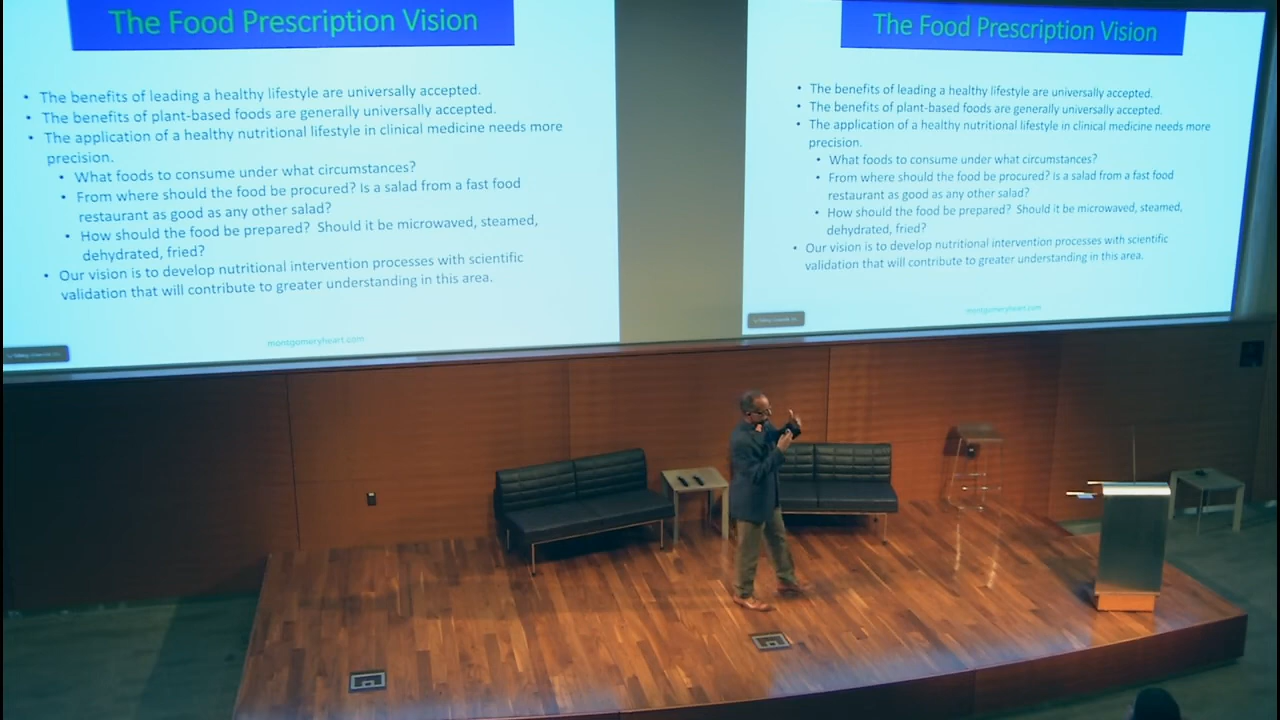 The Food Prescription Vision
• The benefits of leading a healthy lifestyle are universally accepted.
• The benefits of plant-based foods are generally universally accepted.
• The application of a healthy nutritional lifestyle in clinical medicine needs more
precision.
• What foods to consume under what circumstances?
• From where should the food be procured? Is a salad from a fast food
restaurant as good as any other salad?
• How should the food be prepared? Should it be microwaved, steamed,
dehydrated, fried?
• Our vision is to develop nutritional intervention processes with scientific
validation that will contribute to greater understanding in this area.
montgomeryheart.com
The Food Prescription Vision
• The benefits of leading a healthy lifestyle are universally accepted.
• The benefits of plant-based foods are generally universally accepted.
• The application of a healthy nutritional lifestyle in clinical medicine needs more
precision.
• What foods to consume under what circumstances?
• From where should the food be procured? Is a salad from a fast food
restaurant as good as any other salad?
• How should the food be prepared? Should it be microwaved, steamed,
dehydrated, fried?
• Our vision is to develop nutritional intervention processes with scientific
validation that will contribute to greater understanding in this area.
montgomeryheart.com